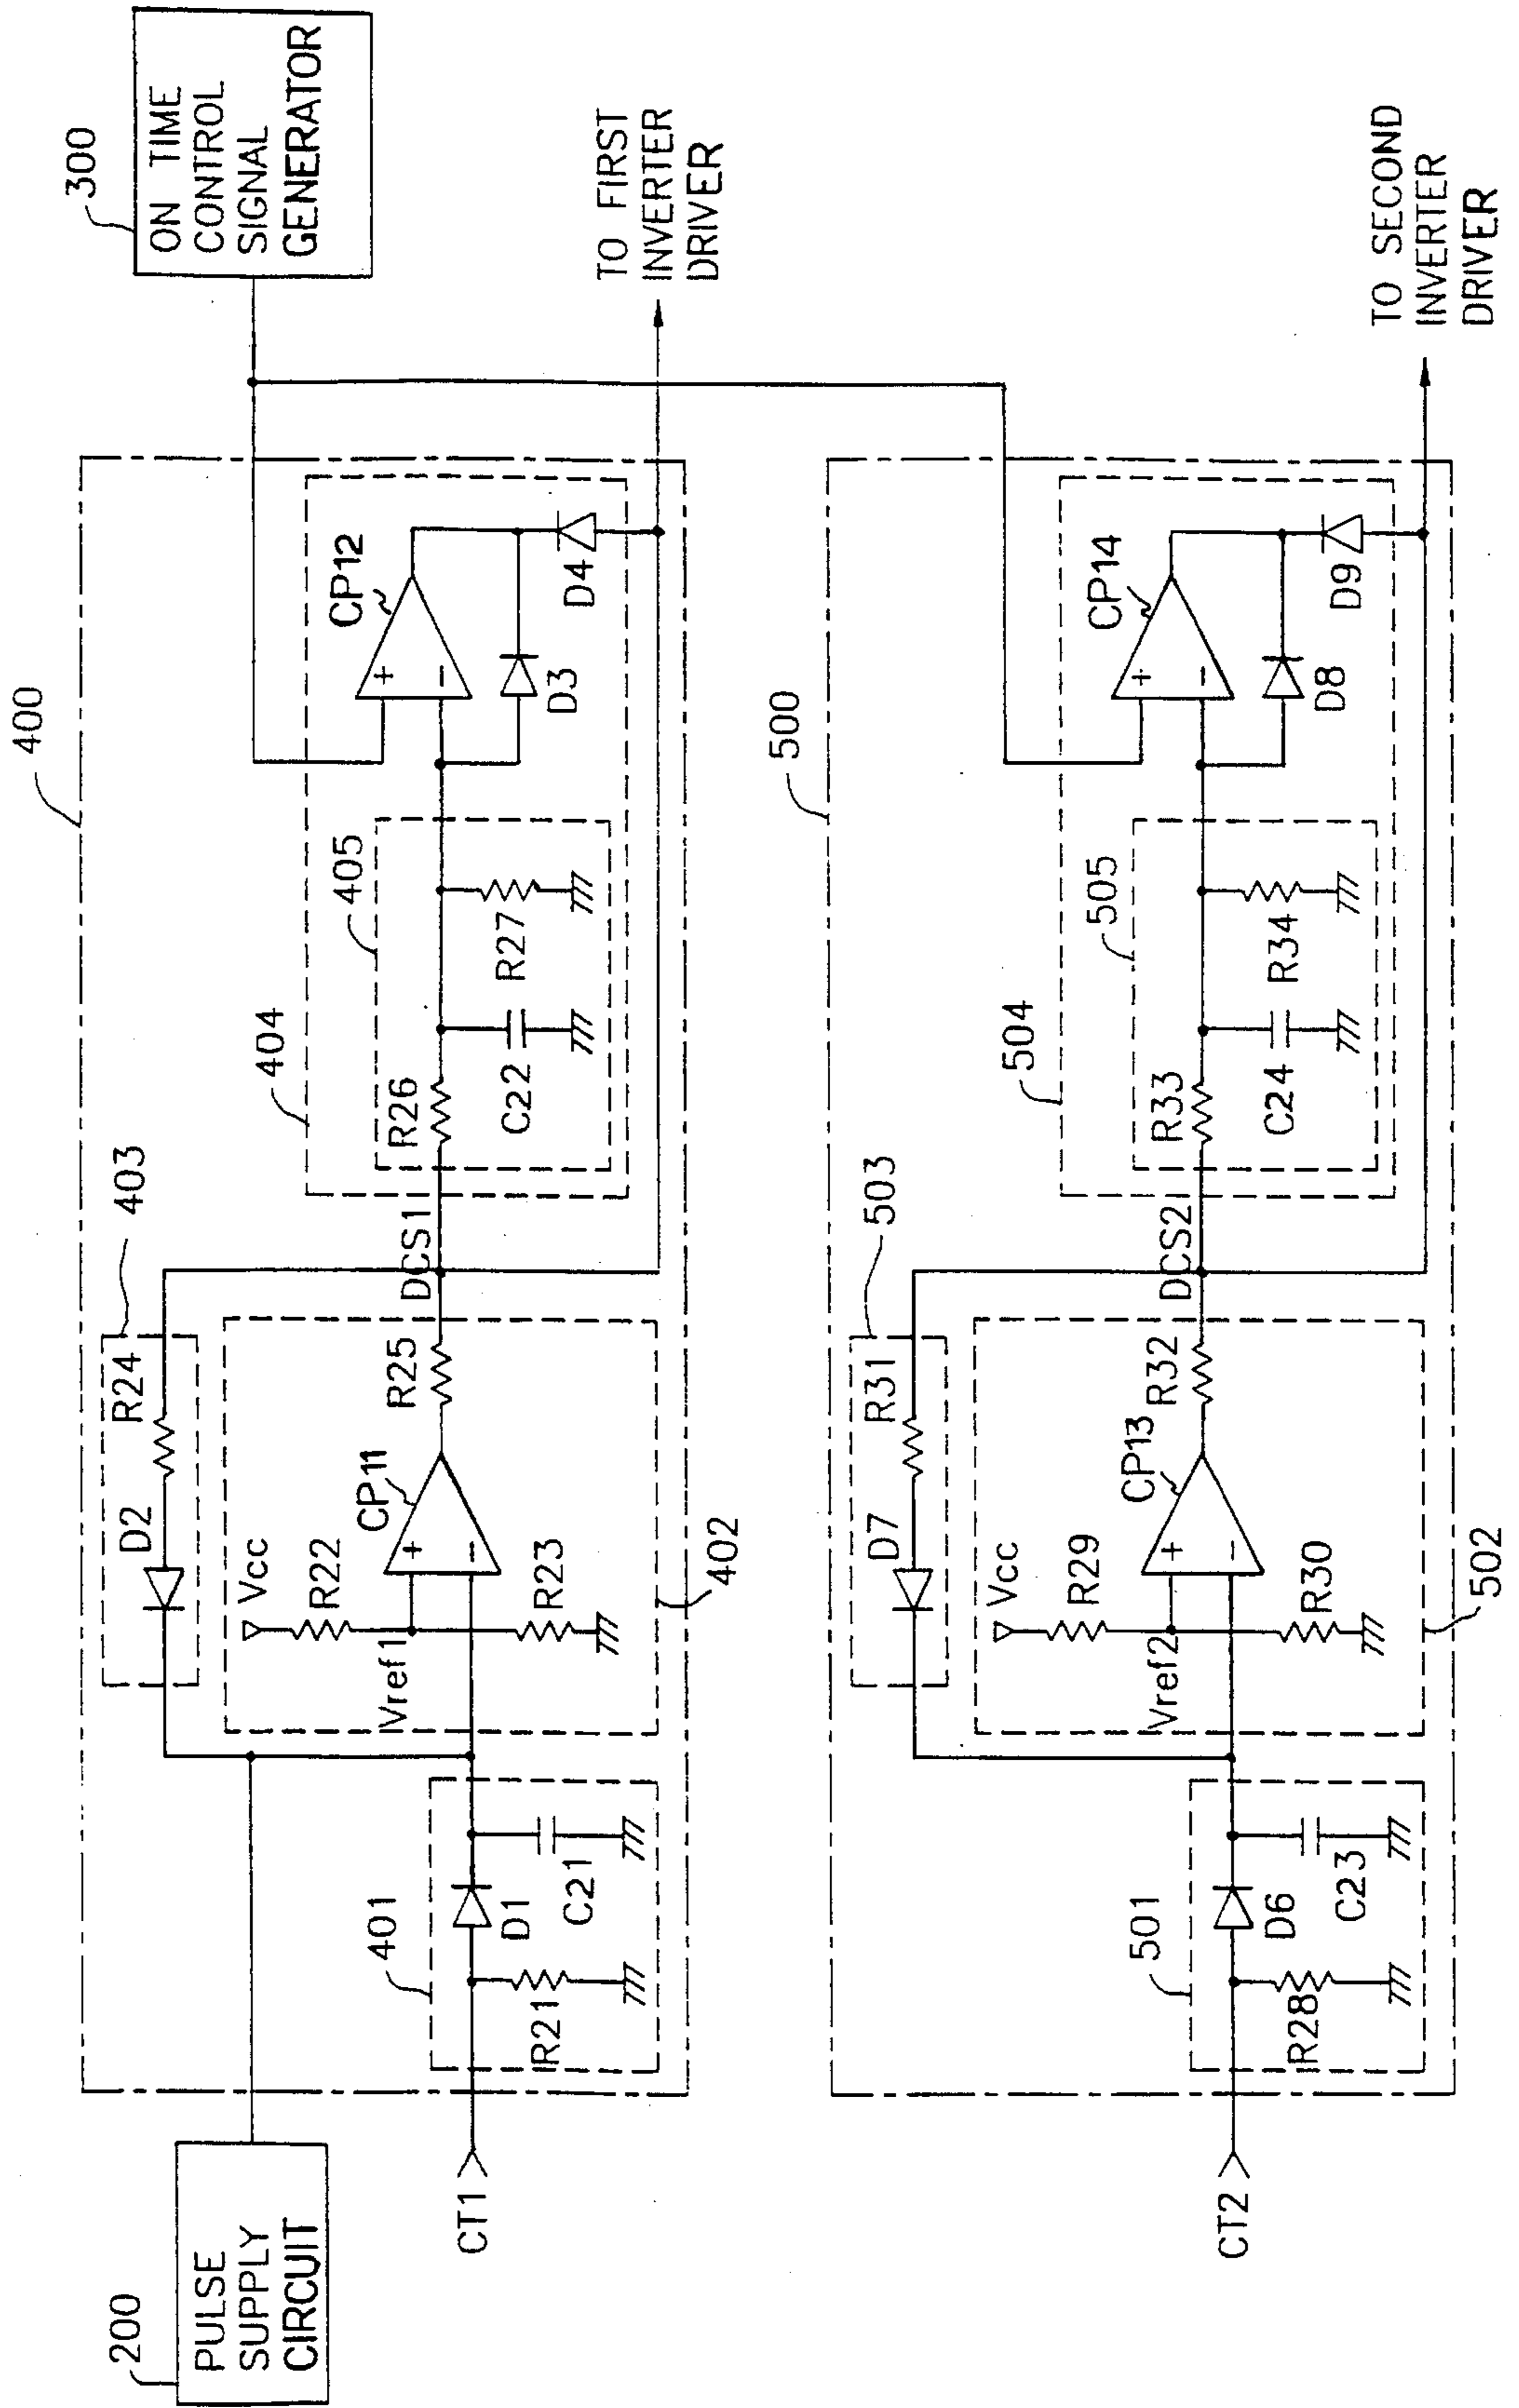 200
PULSE
SUPPLY
CIRCUIT
300
ON TIME
CONTROL
SIGNAL
GENERATOR
400
403
D2
R24
Vcc
R22
Vref1
CP11
R23
R25
402
DCS1
404
405
R26
C22
R27
CP12
D3
D4
TO FIRST
INVERTER
DRIVER
CT1
401
R21
D1
C21
500
503
D7
R31
Vcc
R29
Vref2
CP13
R30
R32
502
DCS2
504
505
R33
C24
R34
CP14
D8
D9
TO SECOND
INVERTER
DRIVER
CT2
501
R28
D6
C23